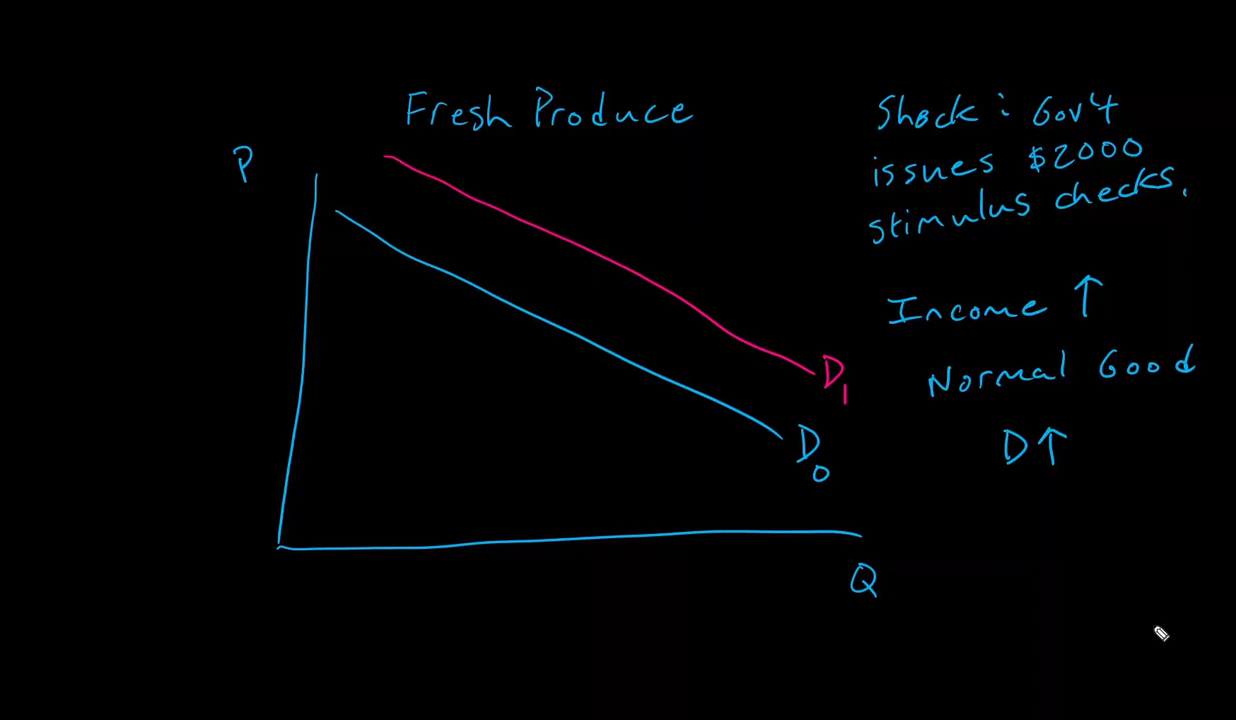 Fresh Produce
P
D1
D0
Q
Shock: Gov't
issues $2000
stimulus checks.
Income ↑
Normal Good
D↑